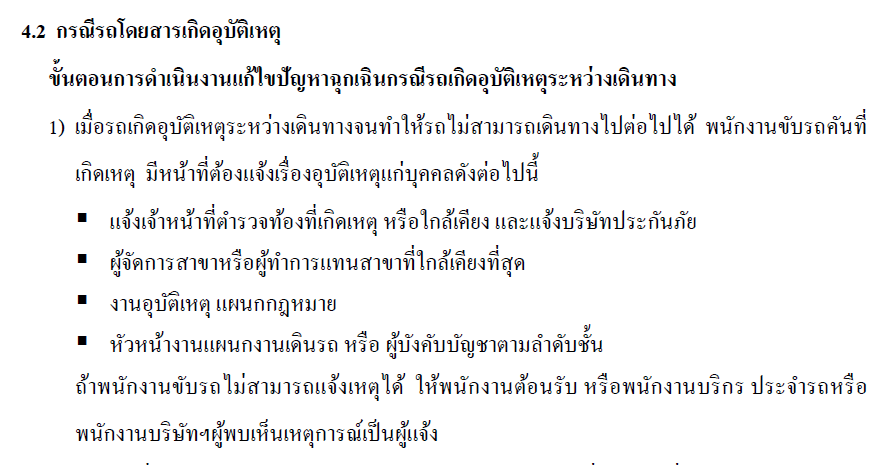 4.2 กรณีรถโดยสารเกิดอุบัติเหตุ
ขั้นตอนการดำเนินงานแก้ไขปัญหาฉุกเฉินกรณีรถเกิดอุบัติเหตุระหว่างเดินทาง
1) เมื่อรถเกิดอุบัติเหตุระหว่างเดินทางจนทำให้รถไม่สามารถเดินทางไปต่อไปได้ พนักงานขับรถคันที่
เกิดเหตุ มีหน้าที่ต้องแจ้งเรื่องอุบัติเหตุแก่บุคคลดังต่อไปนี้
▪ แจ้งเจ้าหน้าที่ตำรวจท้องที่เกิดเหตุ หรือใกล้เคียง และแจ้งบริษัทประกันภัย
▪ ผู้จัดการสาขาหรือผู้ทำการแทนสาขาที่ใกล้เคียงที่สุด
▪ งานอุบัติเหตุ แผนกกฎหมาย
▪ หัวหน้างานแผนกงานเดินรถ หรือ ผู้บังคับบัญชาตามลำดับชั้น
ถ้าพนักงานขับรถไม่สามารถแจ้งเหตุได้ ให้พนักงานต้อนรับ หรือพนักงานบริกร ประจำรถหรือ
พนักงานบริษัทฯผู้พบเห็นเหตุการณ์เป็นผู้แจ้ง